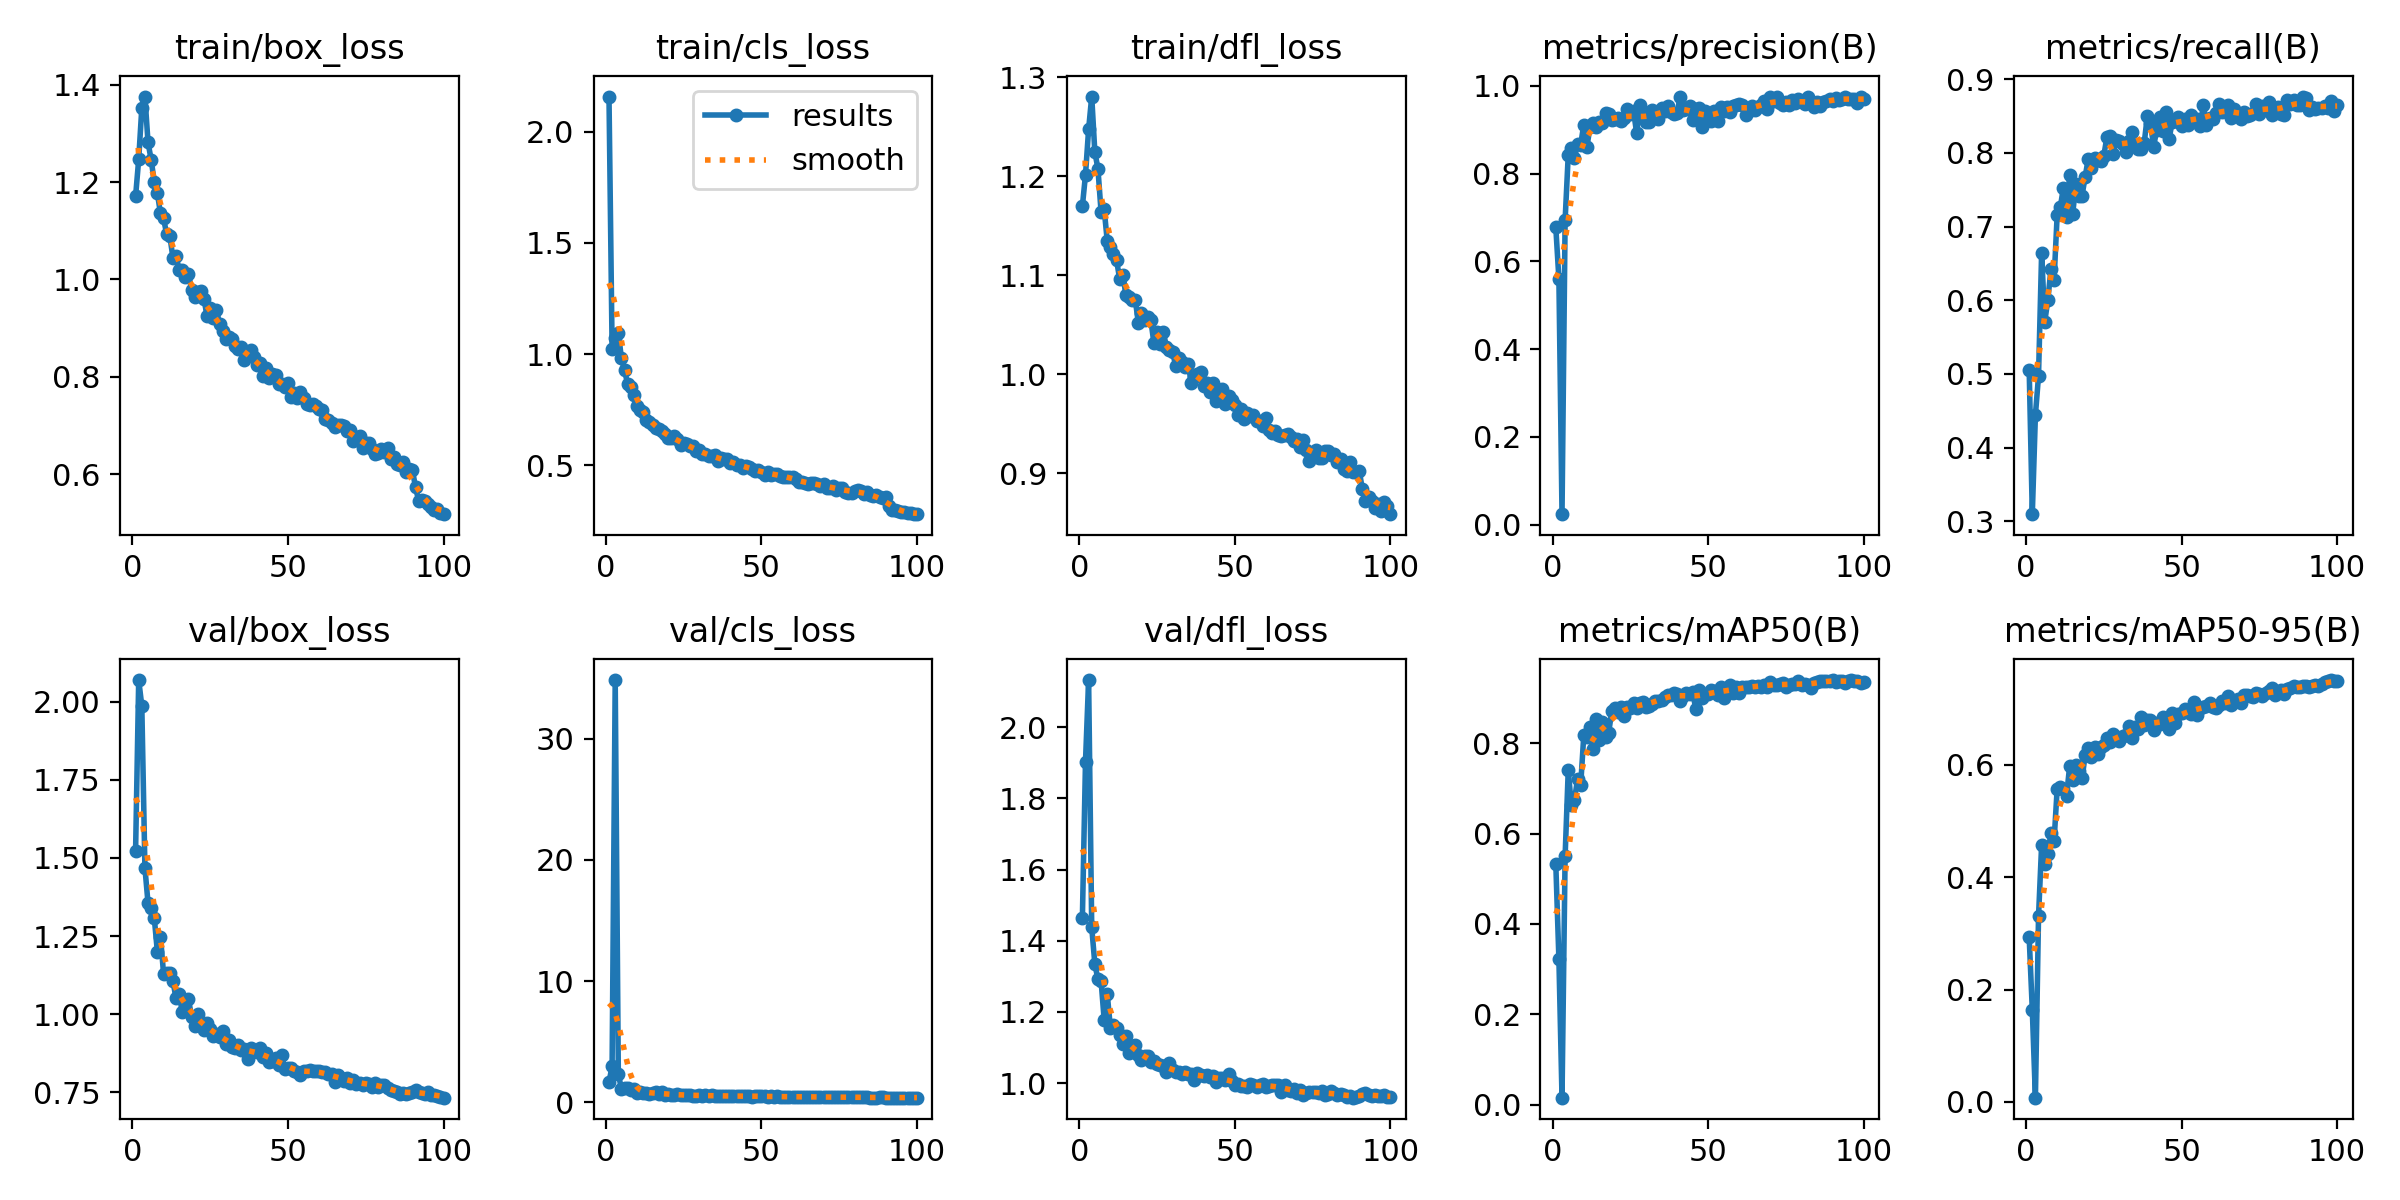 train/box_loss
1.4
1.2
1.0
0.8
0.6
0 50 100
train/cls_loss
results
smooth
2.0
1.5
1.0
0.5
0 50 100
train/dfl_loss
1.3
1.2
1.1
1.0
0.9
0 50 100
metrics/precision(B)
1.0
0.8
0.6
0.4
0.2
0.0
0 50 100
metrics/recall(B)
0.9
0.8
0.7
0.6
0.5
0.4
0.3
0 50 100
val/box_loss
2.00
1.75
1.50
1.25
1.00
0.75
0 50 100
val/cls_loss
30
20
10
0
0 50 100
val/dfl_loss
2.0
1.8
1.6
1.4
1.2
1.0
0 50 100
metrics/mAP50(B)
0.8
0.6
0.4
0.2
0.0
0 50 100
metrics/mAP50-95(B)
0.6
0.4
0.2
0.0
0 50 100